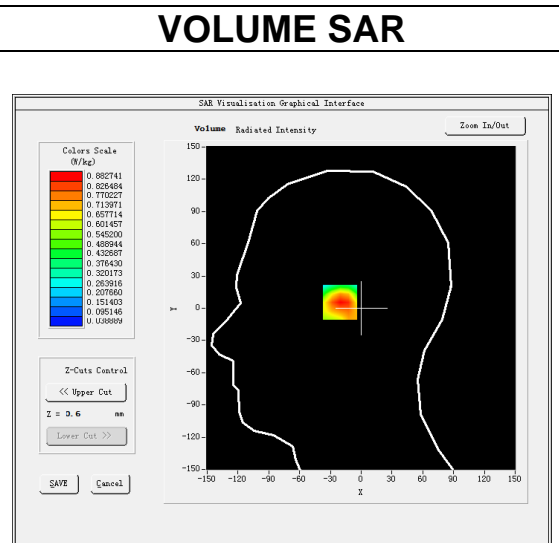 VOLUME SAR
SAR Visualisation Graphical Interface
Volume Radiated Intensity
Zoom In/Out
Colors Scale
(W/kg)
0.882741
0.826484
0.770227
0.713971
0.657714
0.601457
0.545200
0.488944
0.432687
0.376430
0.320173
0.263916
0.207660
0.151403
0.095146
0.038889
Z-Cuts Control
<< Upper Cut
Z = 0.6 mm
Lower Cut >>
SAVE Cancel
150
120
90
60
30
0
-30
-60
-90
-120
-150
Y
-150 -120 -90 -60 -30 0 30 60 90 120 150
X